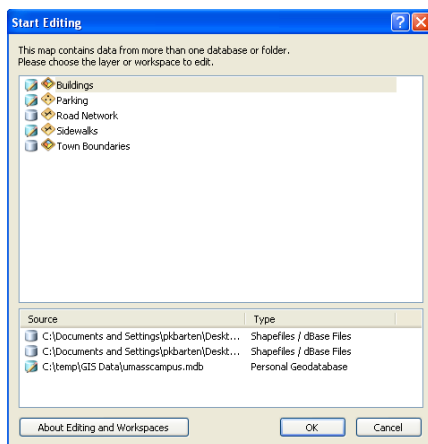 Start Editing
This map contains data from more than one database or folder.
Please choose the layer or workspace to edit.
Buildings
Parking
Road Network
Sidewalks
Town Boundaries
Source Type
C:\Documents and Settings\pkbarten\Deskt... Shapefiles / dBase Files
C:\Documents and Settings\pkbarten\Deskt... Shapefiles / dBase Files
C:\temp\GIS Data\umasscampus.mdb Personal Geodatabase
About Editing and Workspaces OK Cancel